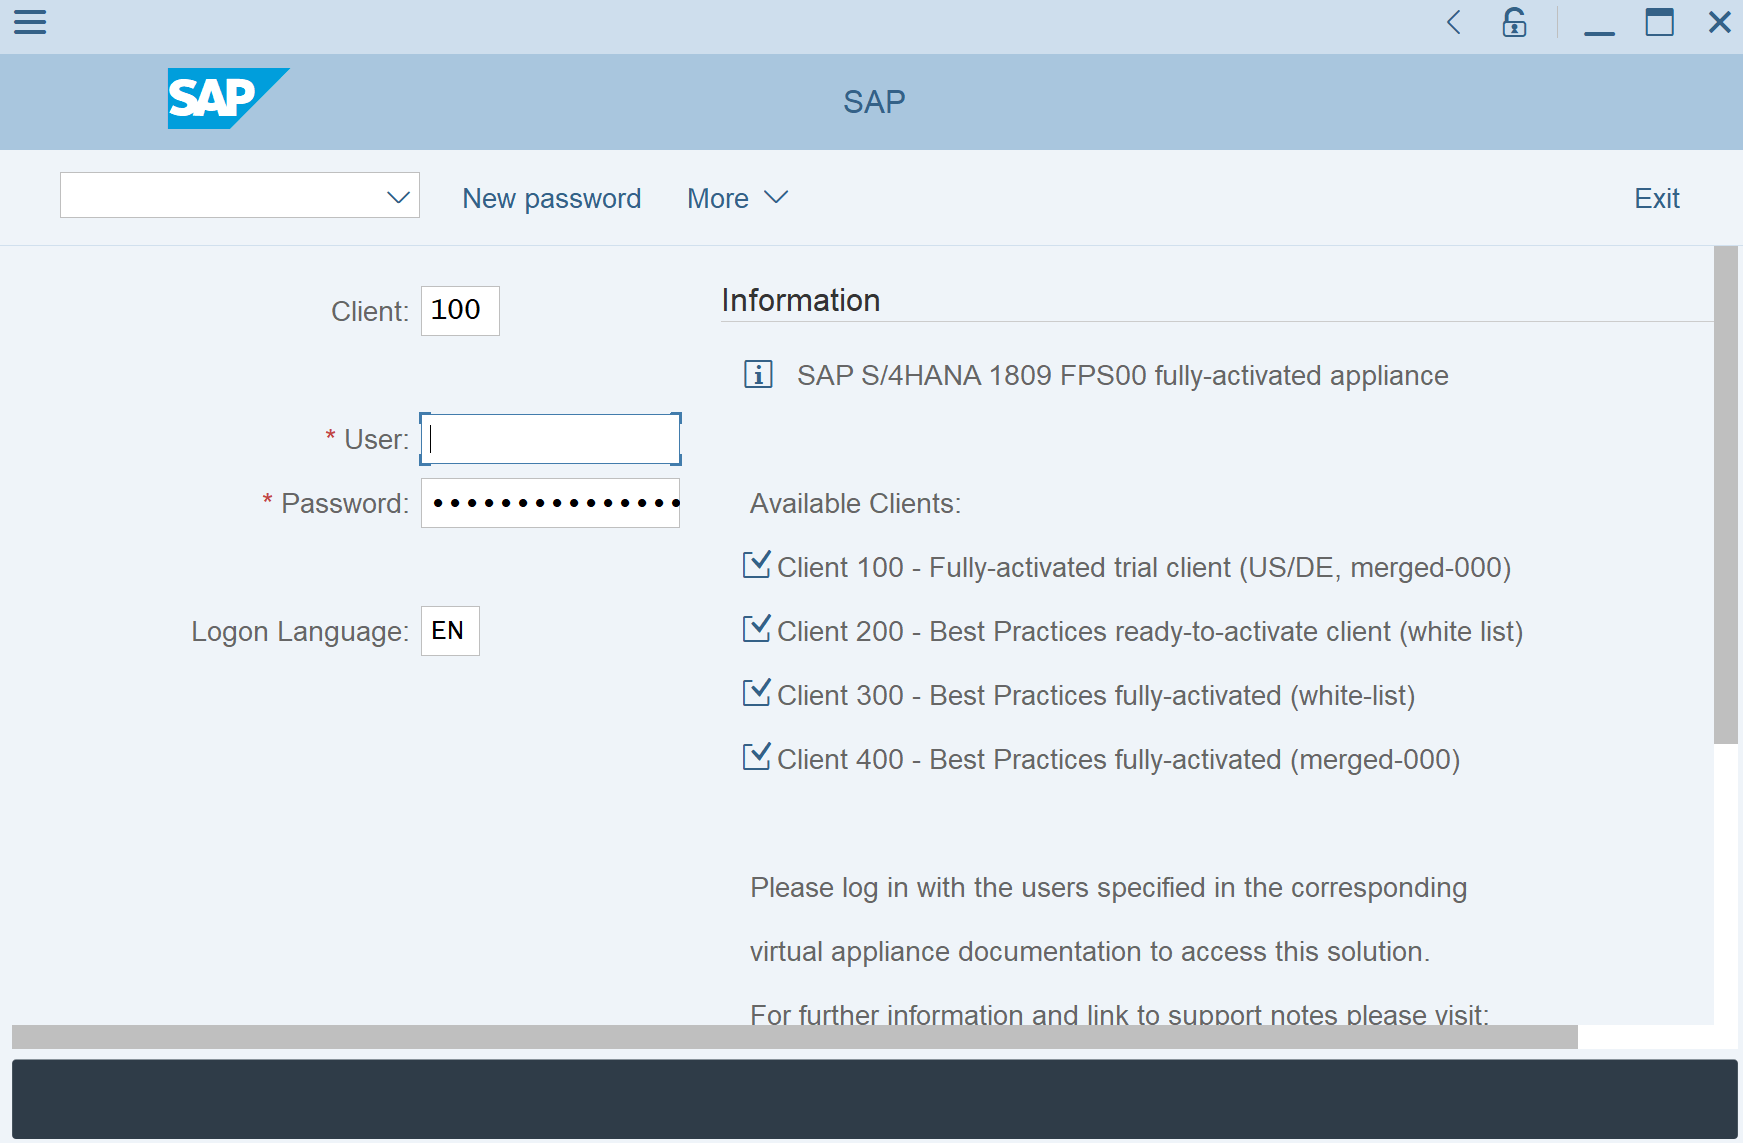 SAP
SAP
New password
More
Exit
Client: 100
* User:
* Password: •••••••••••••••
Logon Language: EN
Information
SAP S/4HANA 1809 FPS00 fully-activated appliance
Available Clients:
Client 100 - Fully-activated trial client (US/DE, merged-000)
Client 200 - Best Practices ready-to-activate client (white list)
Client 300 - Best Practices fully-activated (white-list)
Client 400 - Best Practices fully-activated (merged-000)
Please log in with the users specified in the corresponding
virtual appliance documentation to access this solution.
For further information and link to support notes please visit: